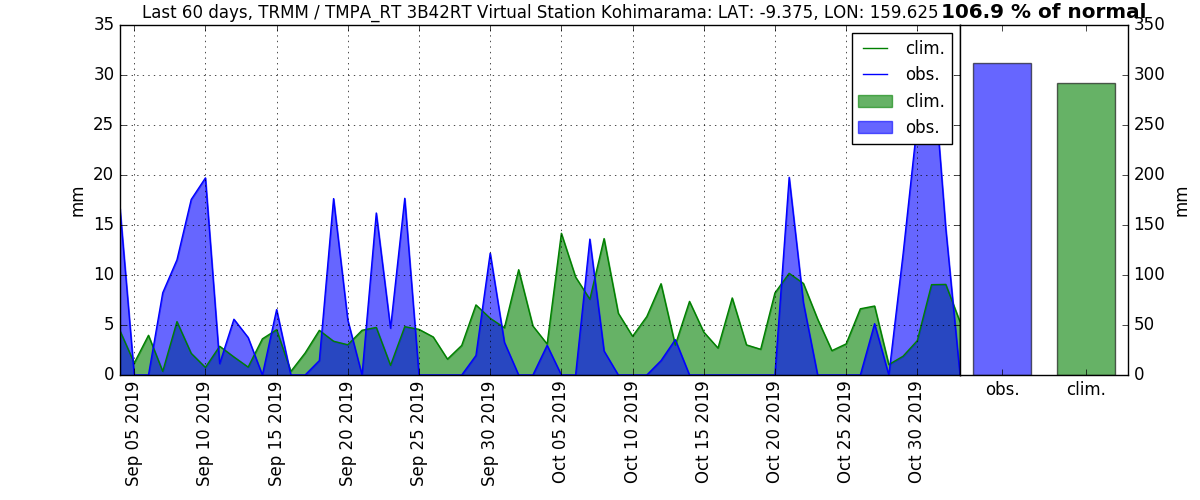 Last 60 days, TRMM / TMPA_RT 3B42RT Virtual Station Kohimarama: LAT: -9.375, LON: 159.625
106.9 % of normal
35
30
25
20
15
10
5
0
mm
clim.
obs.
clim.
obs.
350
300
250
200
150
100
50
0
mm
obs.
clim.
Sep 05 2019
Sep 10 2019
Sep 15 2019
Sep 20 2019
Sep 25 2019
Sep 30 2019
Oct 05 2019
Oct 10 2019
Oct 15 2019
Oct 20 2019
Oct 25 2019
Oct 30 2019